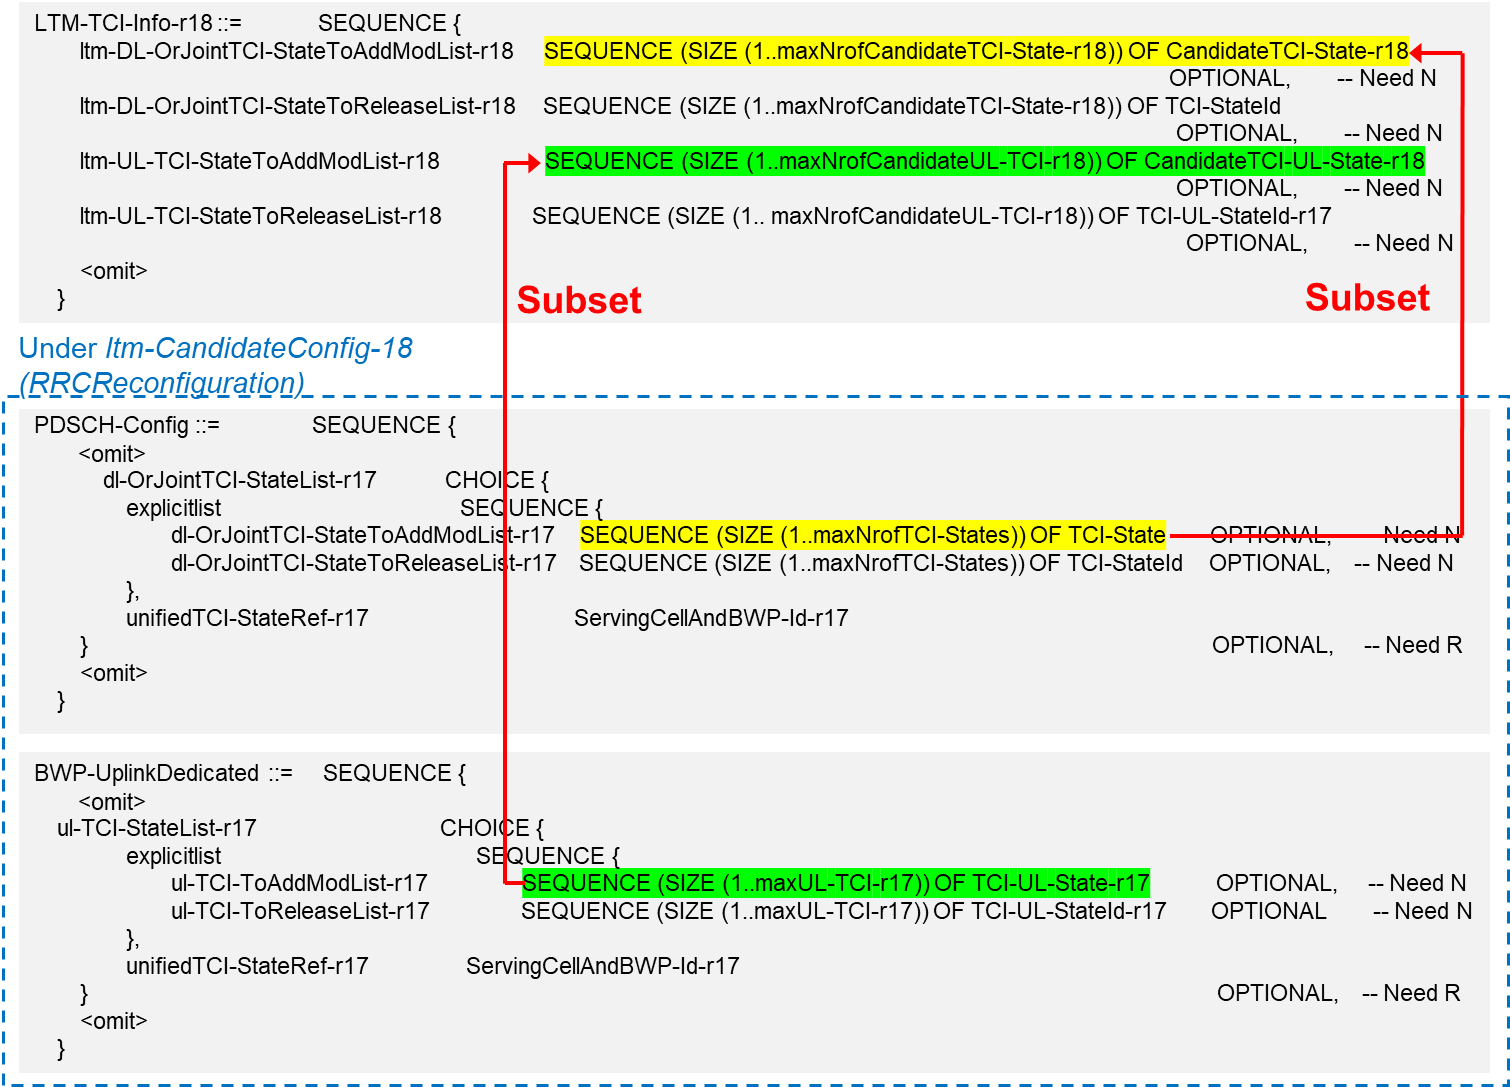 LTM-TCI-Info-r18 ::= SEQUENCE {
ltm-DL-OrJointTCI-StateToAddModList-r18 SEQUENCE (SIZE (1..maxNrofCandidateTCI-State-r18)) OF CandidateTCI-State-r18
OPTIONAL, -- Need N
ltm-DL-OrJointTCI-StateToReleaseList-r18 SEQUENCE (SIZE (1..maxNrofCandidateTCI-State-r18)) OF TCI-StateId
OPTIONAL, -- Need N
ltm-UL-TCI-StateToAddModList-r18 SEQUENCE (SIZE (1..maxNrofCandidateUL-TCI-r18)) OF CandidateTCI-UL-State-r18
OPTIONAL, -- Need N
ltm-UL-TCI-StateToReleaseList-r18 SEQUENCE (SIZE (1.. maxNrofCandidateUL-TCI-r18)) OF TCI-UL-StateId-r17
OPTIONAL, -- Need N
<omit>
}
Subset Subset
Under ltm-CandidateConfig-18
(RRCReconfiguration)
PDSCH-Config ::= SEQUENCE {
<omit>
dl-OrJointTCI-StateList-r17 CHOICE {
explicitlist SEQUENCE {
dl-OrJointTCI-StateToAddModList-r17 SEQUENCE (SIZE (1..maxNrofTCI-States)) OF TCI-State OPTIONAL, -- Need N
dl-OrJointTCI-StateToReleaseList-r17 SEQUENCE (SIZE (1..maxNrofTCI-States)) OF TCI-StateId OPTIONAL, -- Need N
},
unifiedTCI-StateRef-r17 ServingCellAndBWP-Id-r17
} OPTIONAL, -- Need R
<omit>
}
BWP-UplinkDedicated ::= SEQUENCE {
<omit>
ul-TCI-StateList-r17 CHOICE {
explicitlist SEQUENCE {
ul-TCI-ToAddModList-r17 SEQUENCE (SIZE (1..maxUL-TCI-r17)) OF TCI-UL-State-r17 OPTIONAL, -- Need N
ul-TCI-ToReleaseList-r17 SEQUENCE (SIZE (1..maxUL-TCI-r17)) OF TCI-UL-StateId-r17 OPTIONAL -- Need N
},
unifiedTCI-StateRef-r17 ServingCellAndBWP-Id-r17
} OPTIONAL, -- Need R
<omit>
}